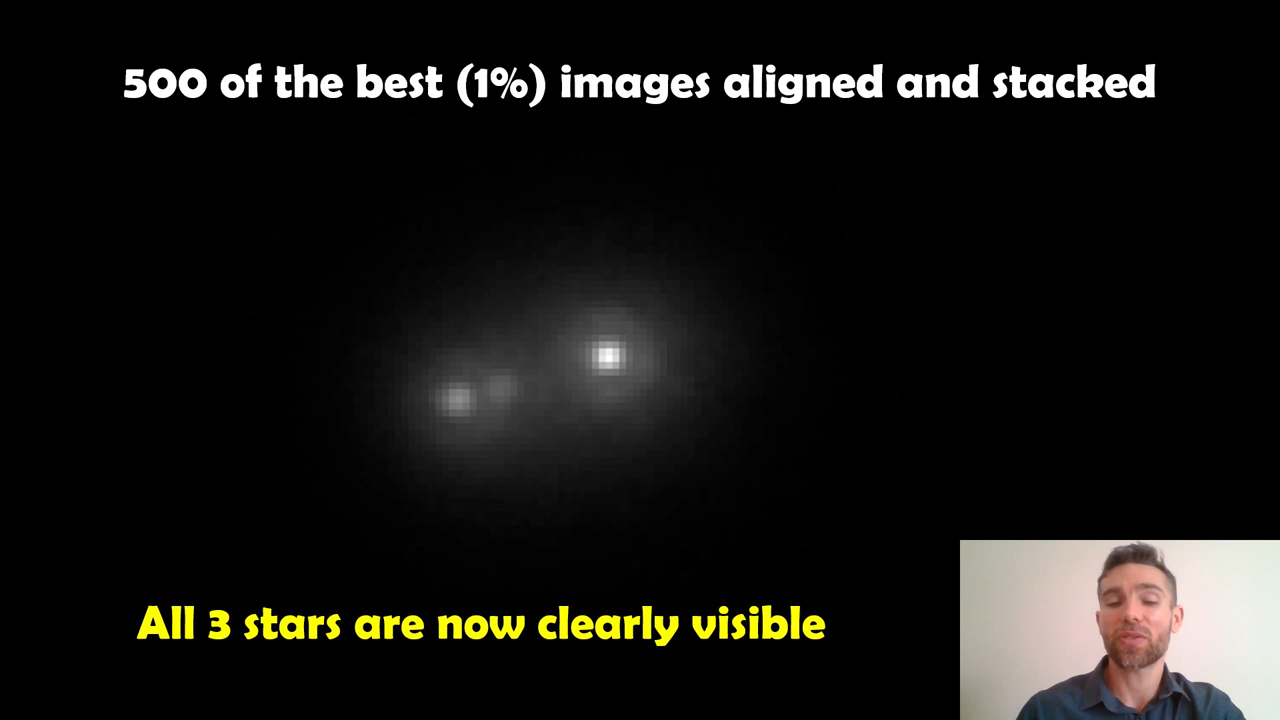 500 of the best (1%) images aligned and stacked
All 3 stars are now clearly visible